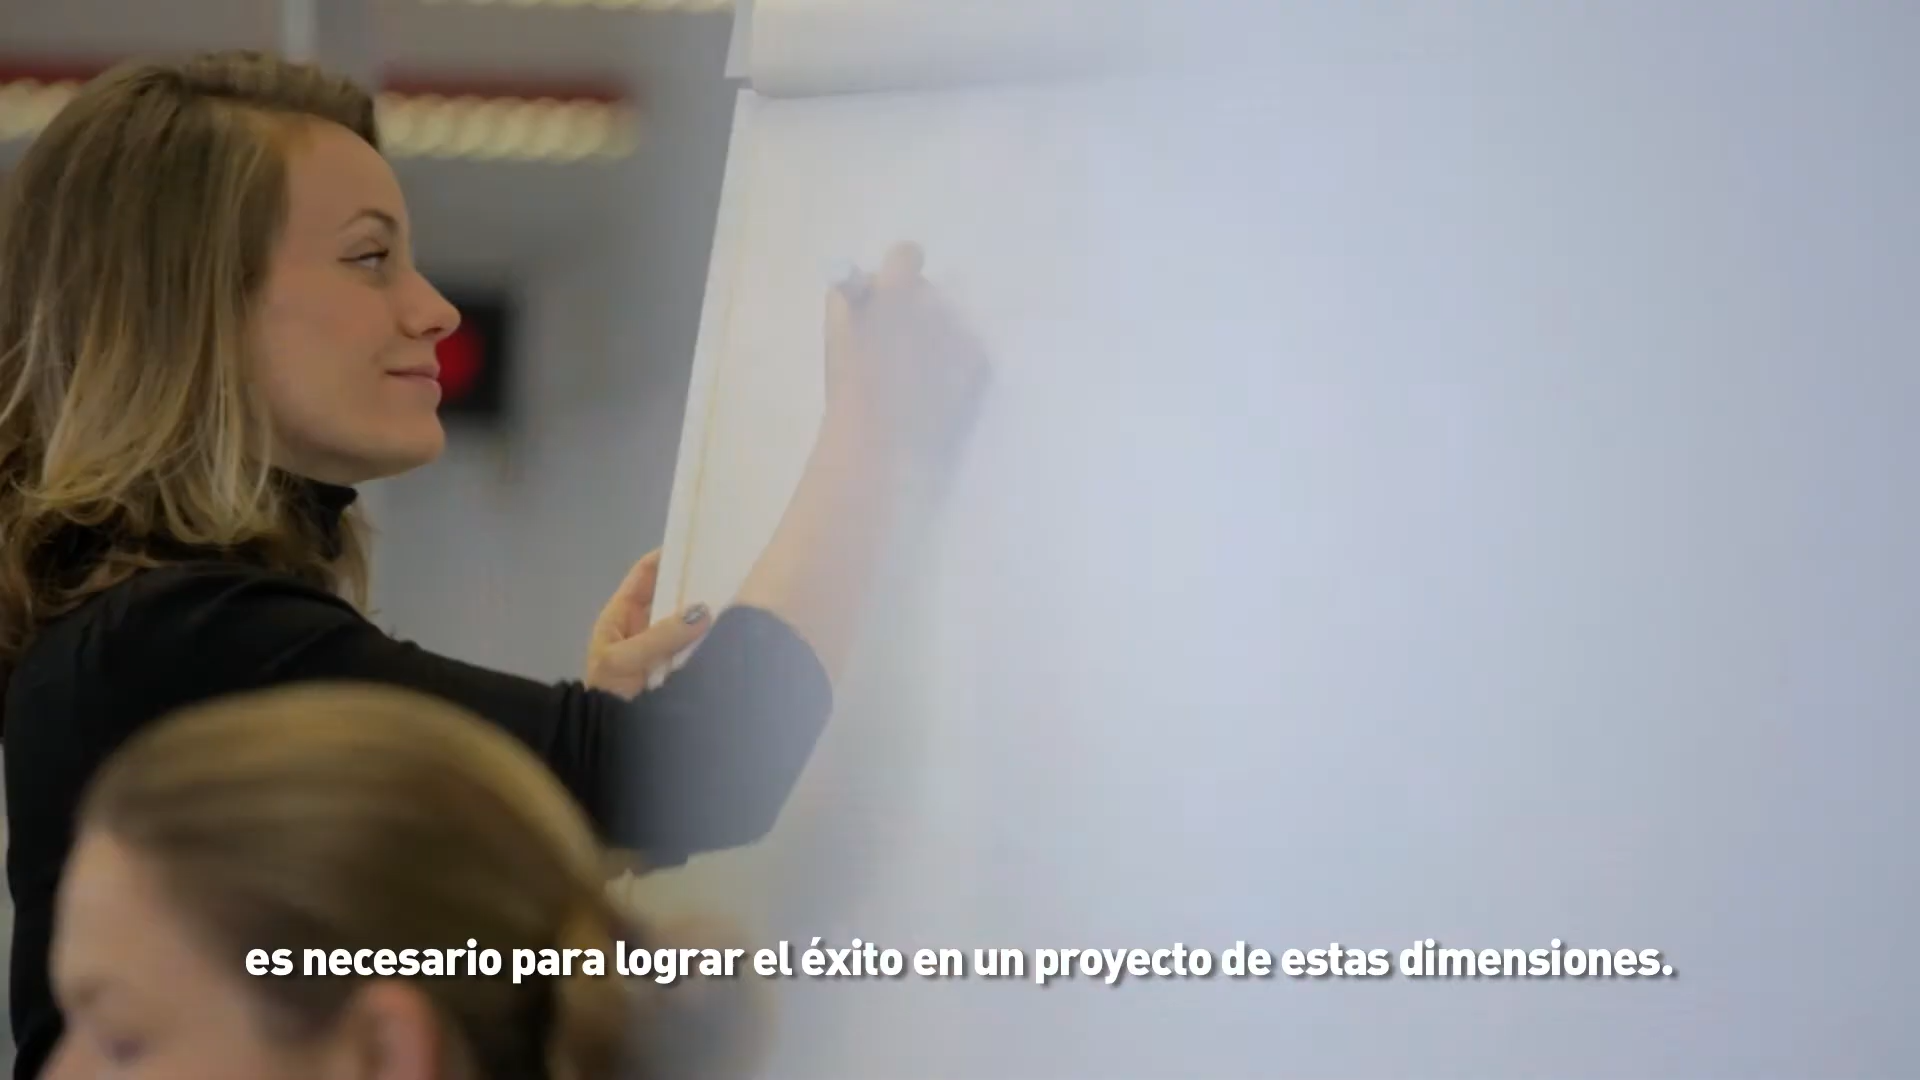 es necesario para lograr el éxito en un proyecto de estas dimensiones.